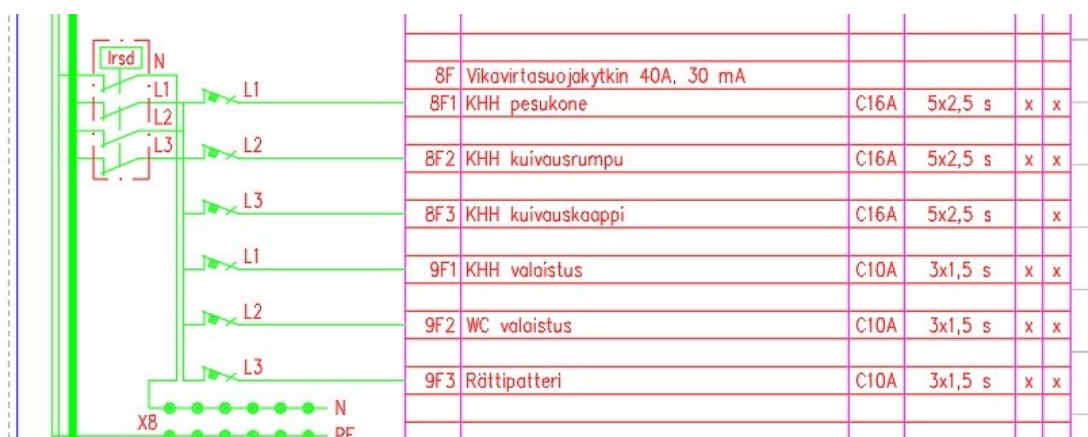 Irsd N
8F Vikavirtasuojakytkin 40A, 30 mA
L1 L1 8F1 KHH pesukone C16A 5x2,5 s x x
L2
L3 L2 8F2 KHH kuivausrumpu C16A 5x2,5 s x x
L3 8F3 KHH kuivauskaappi C16A 5x2,5 s x
L1 9F1 KHH valaistus C10A 3x1,5 s x x
L2 9F2 WC valaistus C10A 3x1,5 s x x
L3 9F3 Rättipatteri C10A 3x1,5 s x x
N
X8
PE